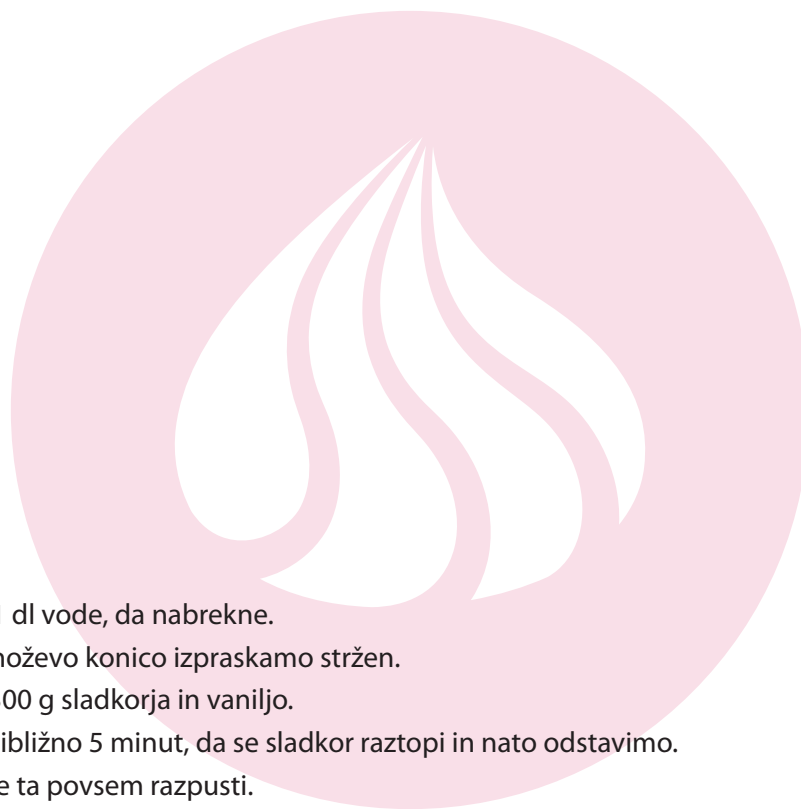 dl vode, da nabrekne.
noževo konico izpraskamo stržen.
00 g sladkorja in vaniljo.
ibližno 5 minut, da se sladkor raztopi in nato odstavimo.
e ta povsem razpusti.